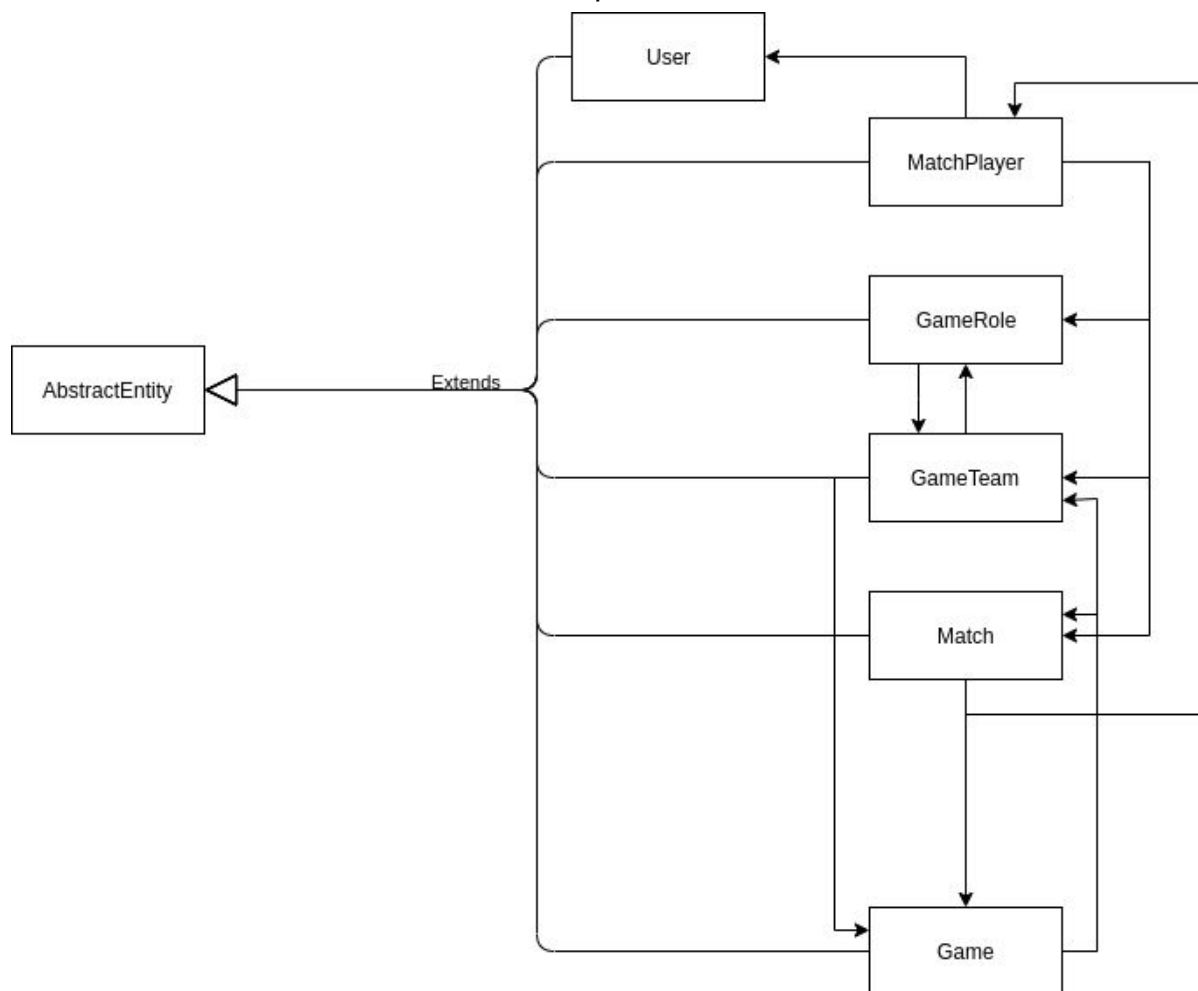 User
MatchPlayer
GameRole
AbstractEntity
Extends
GameTeam
Match
Game